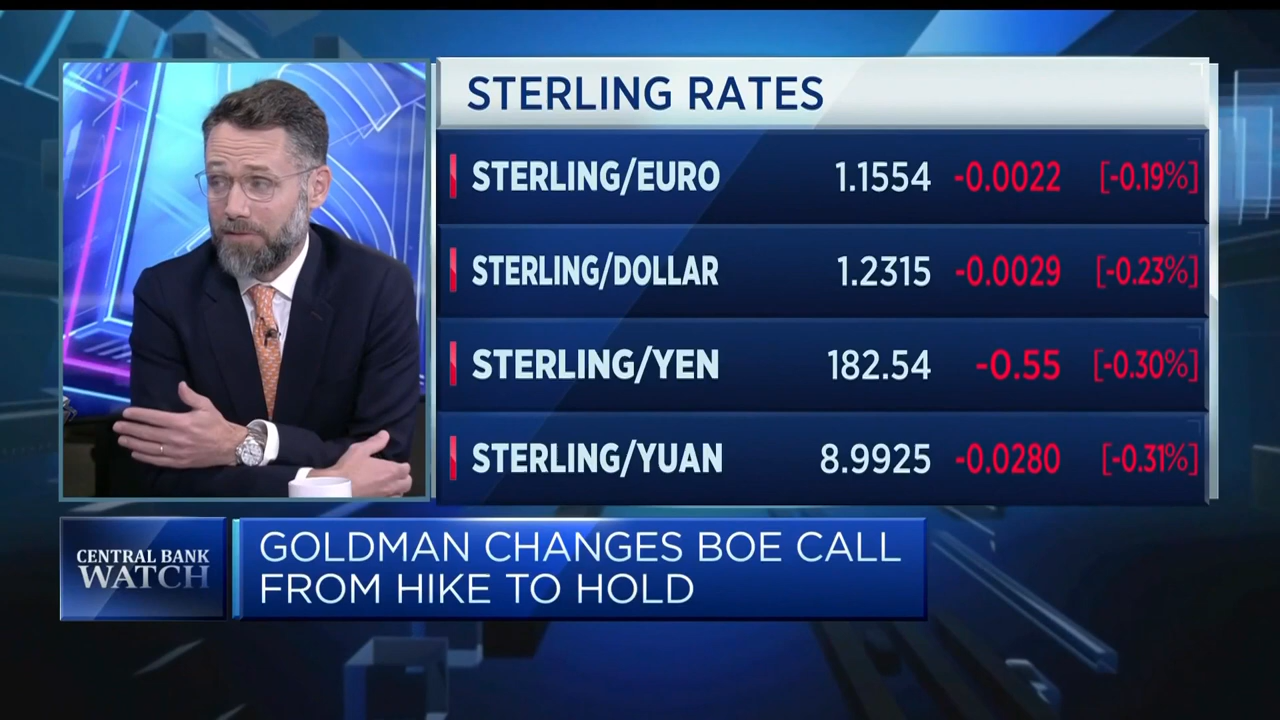 STERLING RATES
STERLING/EURO 1.1554 -0.0022 [-0.19%]
STERLING/DOLLAR 1.2315 -0.0029 [-0.23%]
STERLING/YEN 182.54 -0.55 [-0.30%]
STERLING/YUAN 8.9925 -0.0280 [-0.31%]
CENTRAL BANK
WATCH
GOLDMAN CHANGES BOE CALL
FROM HIKE TO HOLD